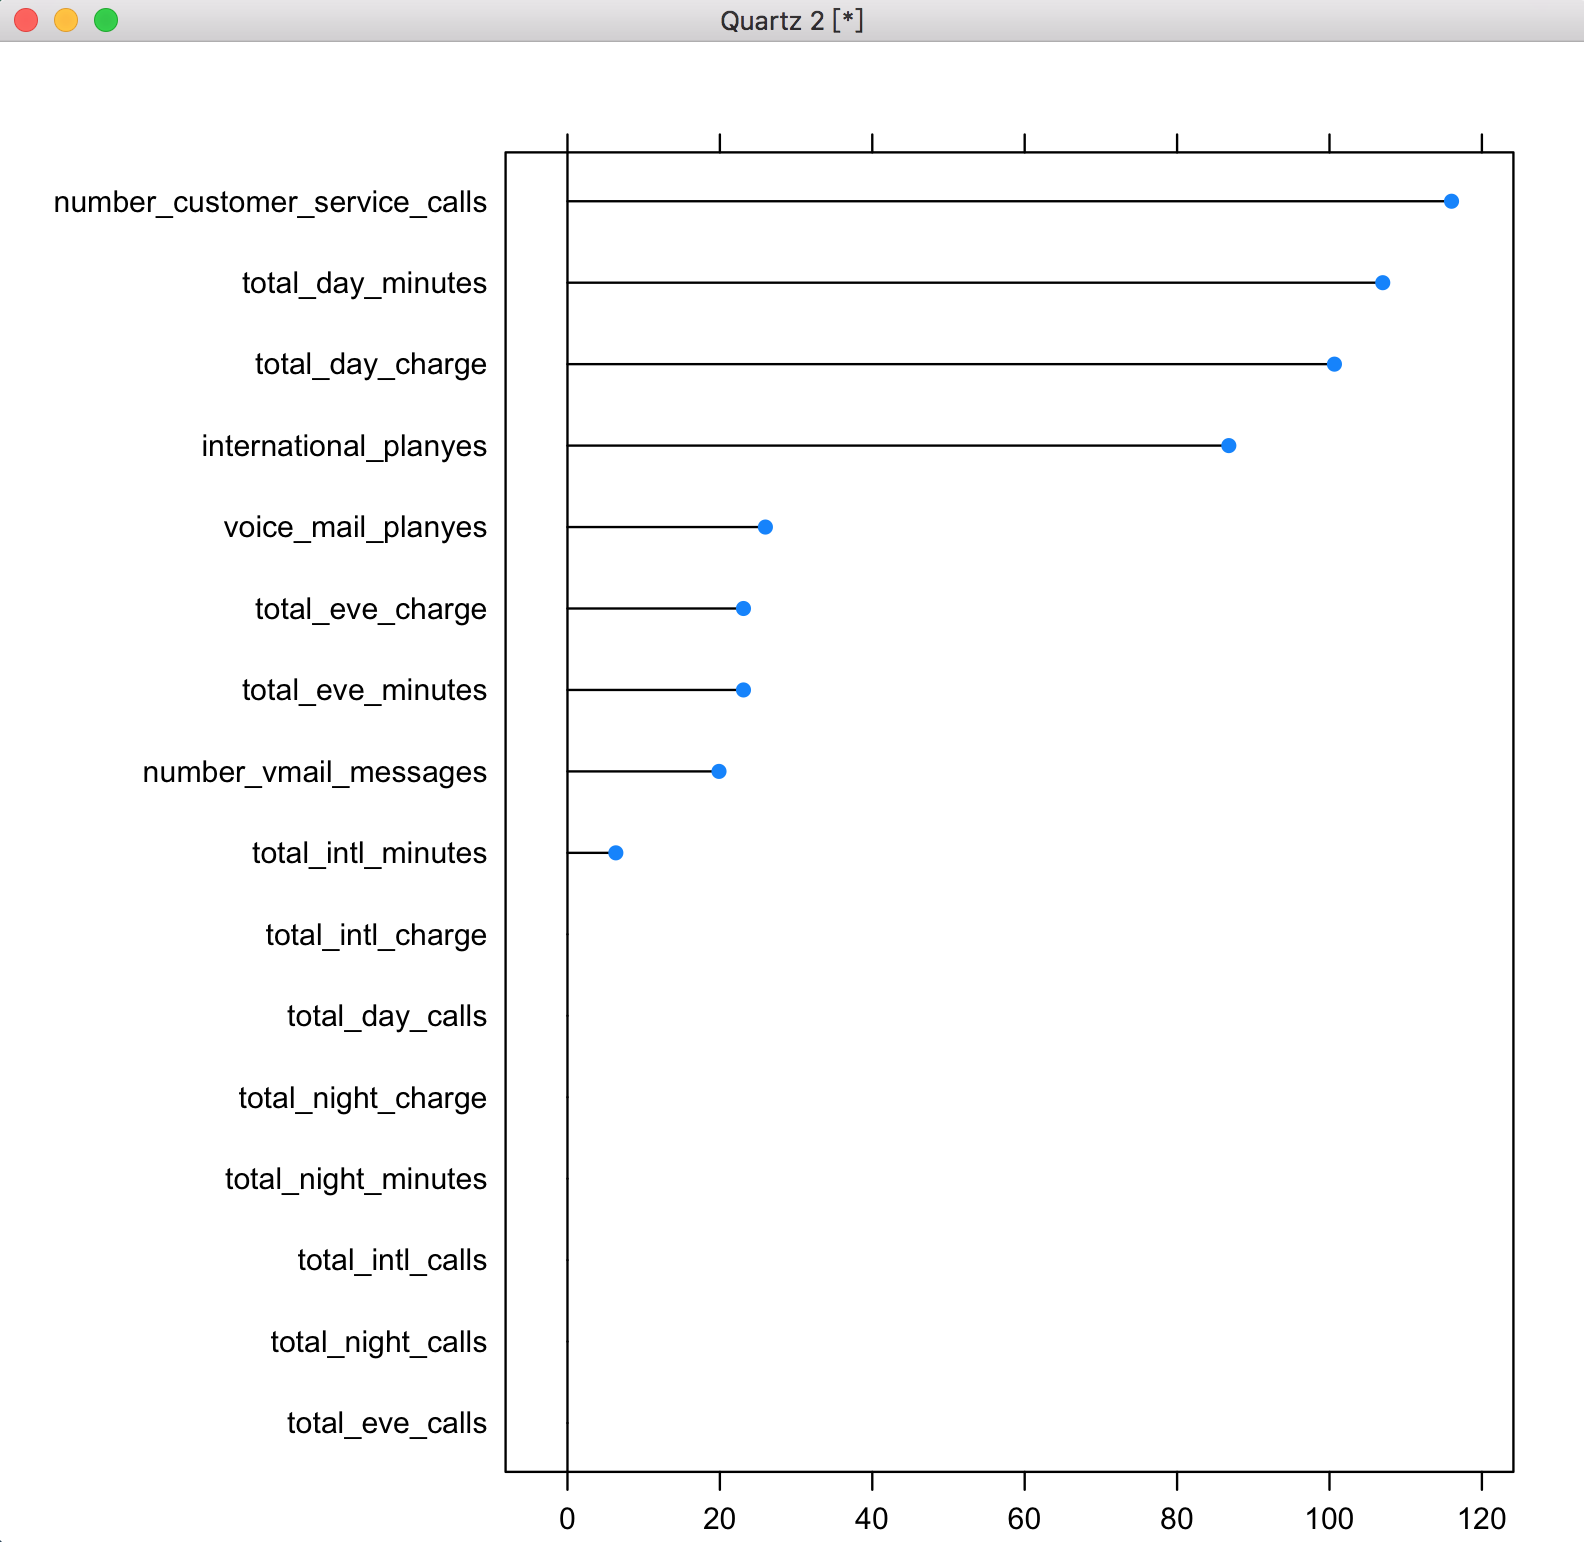 Quartz 2 [*]
number_customer_service_calls
total_day_minutes
total_day_charge
international_planyes
voice_mail_planyes
total_eve_charge
total_eve_minutes
number_vmail_messages
total_intl_minutes
total_intl_charge
total_day_calls
total_night_charge
total_night_minutes
total_intl_calls
total_night_calls
total_eve_calls
0 20 40 60 80 100 120